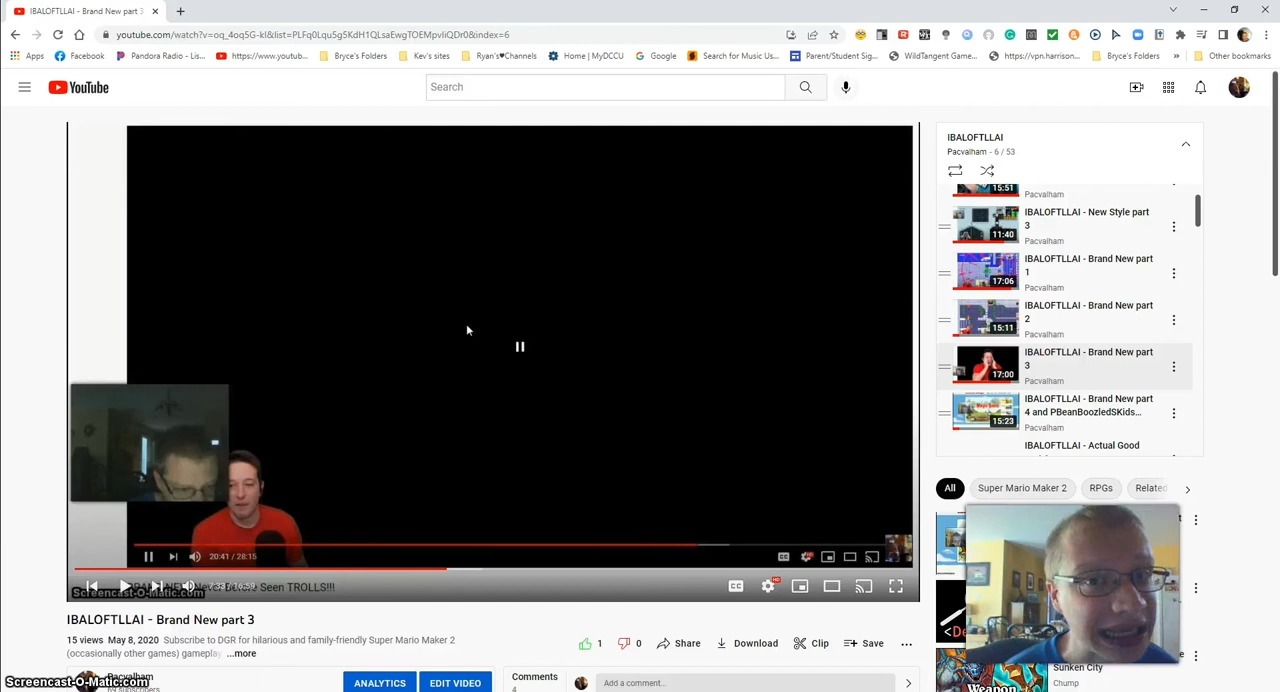 IBALOFTLLAI - Brand New part 3
youtube.com/watch?v=oq_4oq5G-kI&list=PLFq0LquSg5KdH1QLsaEwgTOEMpvIiQDr0&index=6
Apps Facebook Pandora Radio - Lis... https://www.youtub... Bryce's Folders Kev's sites Ryan's♥Channels Home | MyDCCU Google Search for Music Us... Parent/Student Sig... WildTangent Game... https://vpn.harrison... Bryce's Folders » Other bookmarks
YouTube
Search
IBALOFTLLAI
Pacvalham - 6 / 53
15:51
Pacvalham
IBALOFTLLAI - New Style part
3
11:40
Pacvalham
IBALOFTLLAI - Brand New part
1
17:06
Pacvalham
IBALOFTLLAI - Brand New part
2
15:11
Pacvalham
IBALOFTLLAI - Brand New part
3
17:00
Pacvalham
IBALOFTLLAI - Brand New part
4 and PBeanBoozledSKids...
15:23
Pacvalham
IBALOFTLLAI - Actual Good
All Super Mario Maker 2 RPGs Related
20:41 / 28:15
CC
HD
Seen TROLLS!!!
Screencast-O-Matic.com
IBALOFTLLAI - Brand New part 3
15 views May 8, 2020 Subscribe to DGR for hilarious and family-friendly Super Mario Maker 2
(occasionally other games) gameplay ...more
1 0 Share Download Clip Save
Pacvalham
69 subscribers
ANALYTICS EDIT VIDEO
Comments
4
Add a comment...
Weapon
Sunken City
Chump
Screencast-O-Matic.com